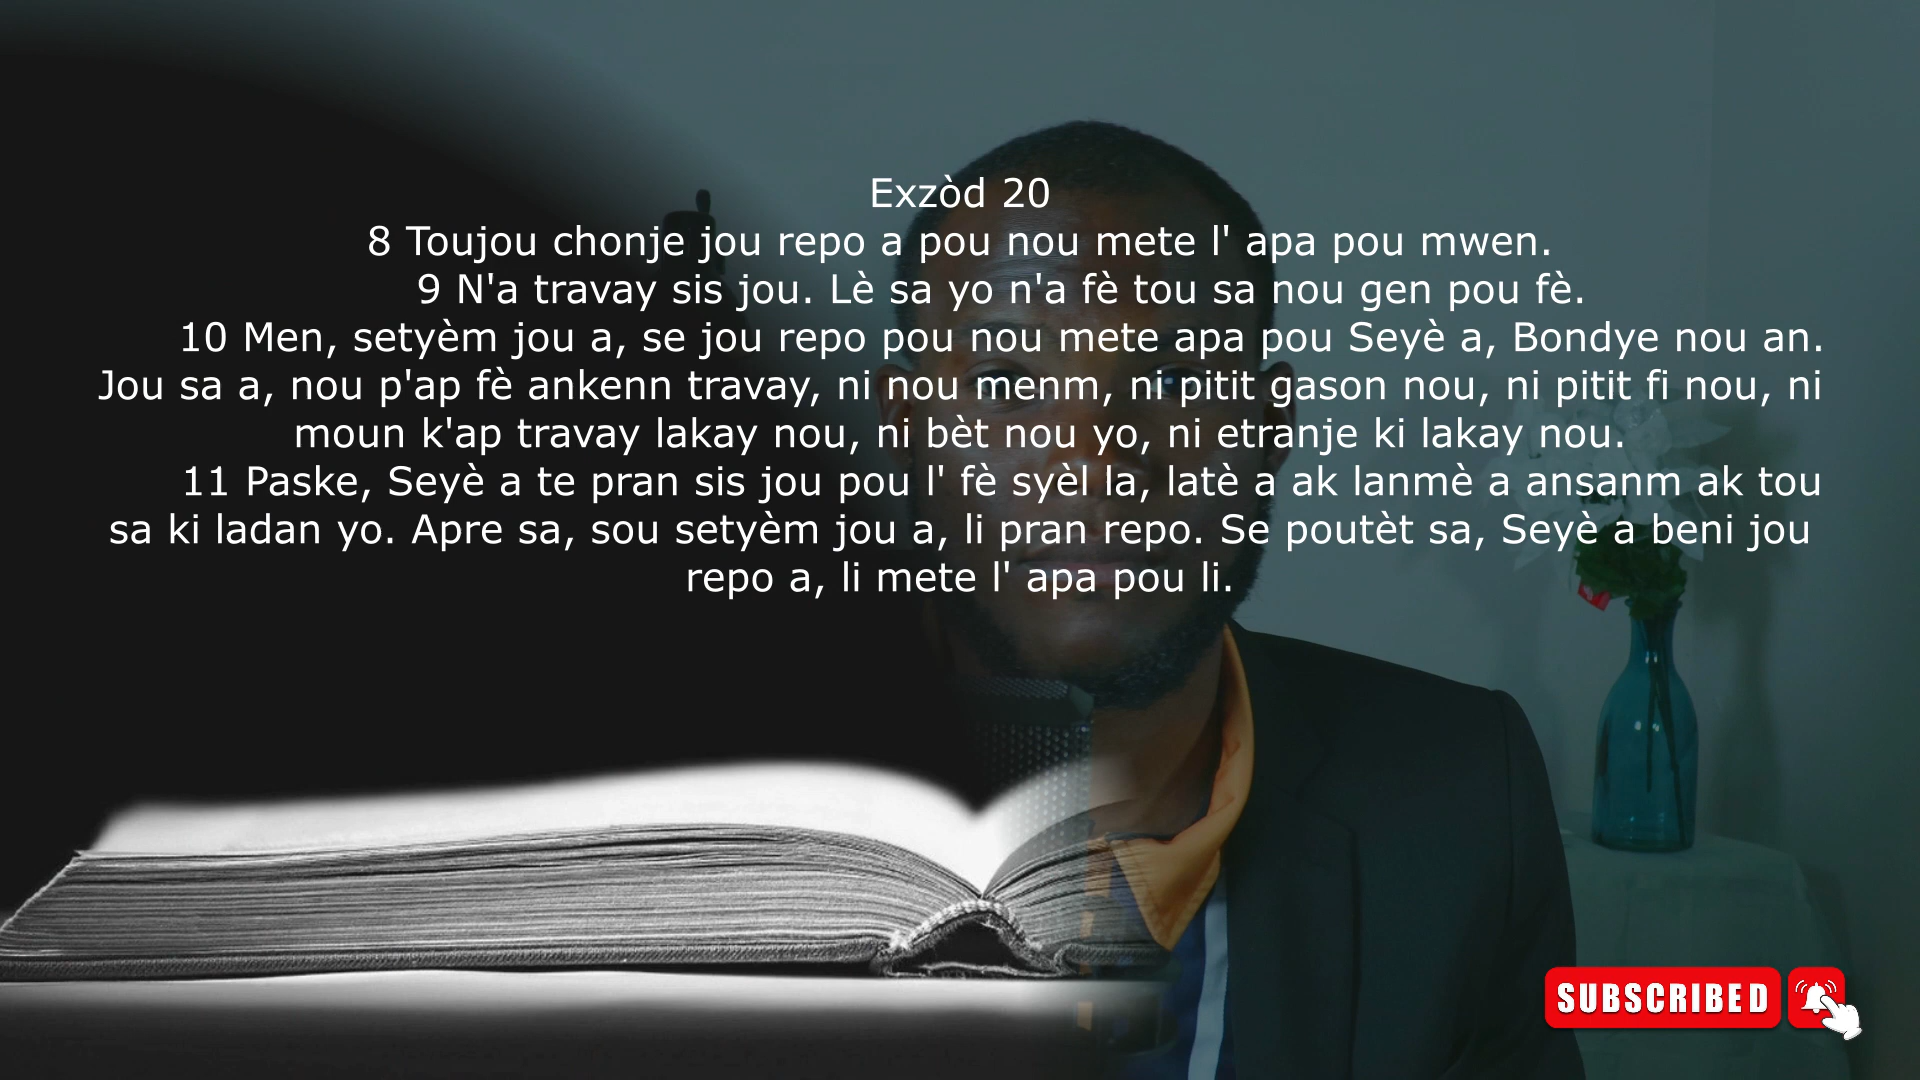 Exzòd 20
8 Toujou chonje jou repo a pou nou mete l' apa pou mwen.
9 N'a travay sis jou. Lè sa yo n'a fè tou sa nou gen pou fè.
10 Men, setyèm jou a, se jou repo pou nou mete apa pou Seyè a, Bondye nou an.
Jou sa a, nou p'ap fè ankenn travay, ni nou menm, ni pitit gason nou, ni pitit fi nou, ni
moun k'ap travay lakay nou, ni bèt nou yo, ni etranje ki lakay nou.
11 Paske, Seyè a te pran sis jou pou l' fè syèl la, latè a ak lanmè a ansanm ak tou
sa ki ladan yo. Apre sa, sou setyèm jou a, li pran repo. Se poutèt sa, Seyè a beni jou
repo a, li mete l' apa pou li.
SUBSCRIBED